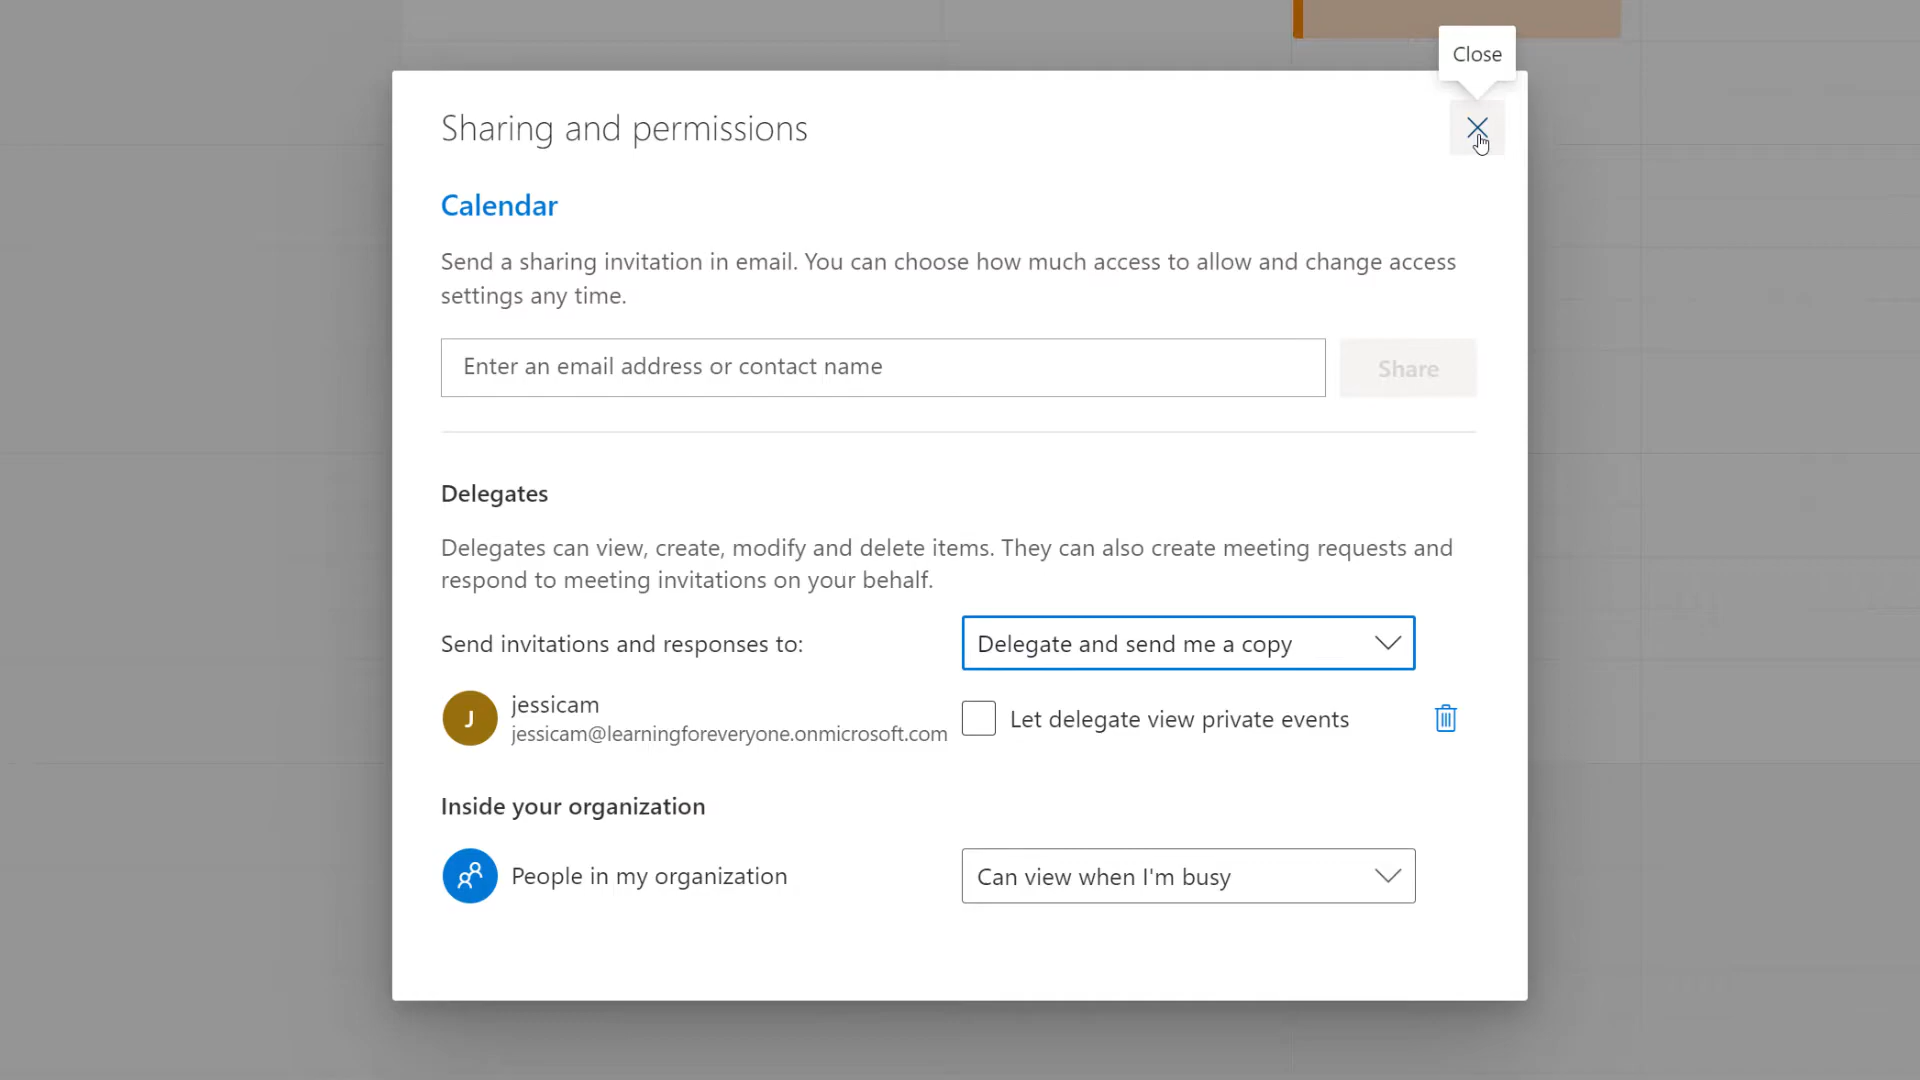 Close
Sharing and permissions
Calendar
Send a sharing invitation in email. You can choose how much access to allow and change access
settings any time.
Enter an email address or contact name
Share
Delegates
Delegates can view, create, modify and delete items. They can also create meeting requests and
respond to meeting invitations on your behalf.
Send invitations and responses to:
Delegate and send me a copy
J
jessicam
jessicam@learningforeveryone.onmicrosoft.com
Let delegate view private events
Inside your organization
People in my organization
Can view when I'm busy